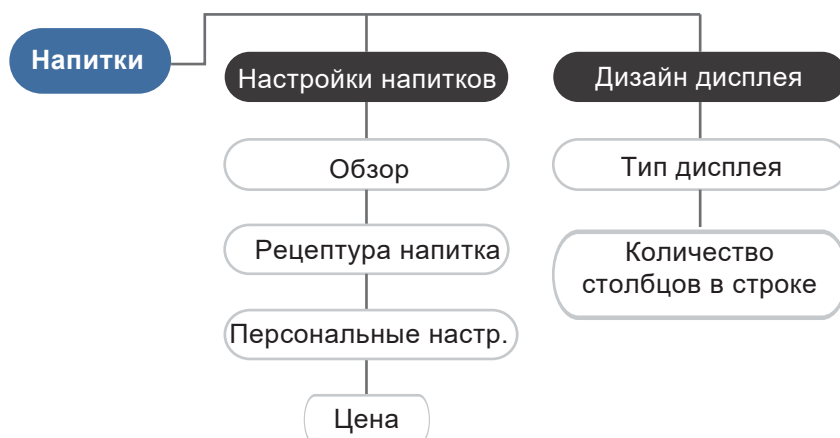 Напитки
Настройки напитков
Обзор
Рецептура напитка
Персональные настр.
Цена
Дизайн дисплея
Тип дисплея
Количество
столбцов в строке